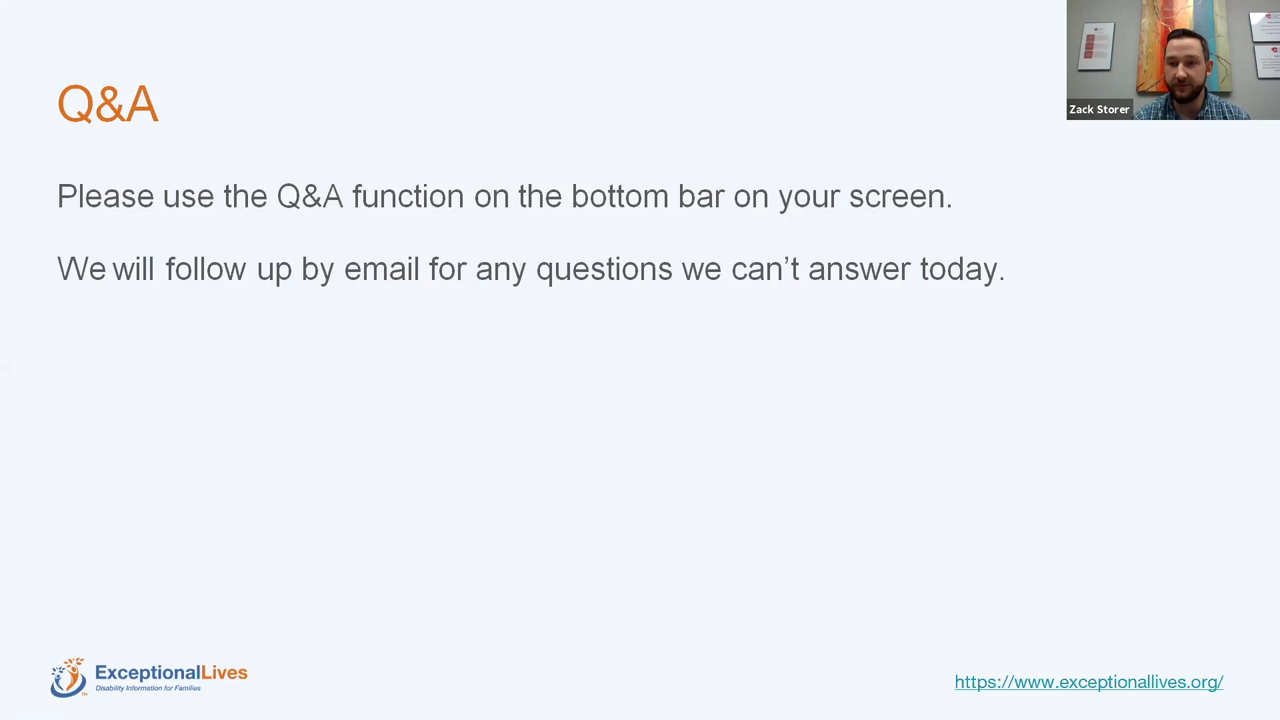 Q&A
Zack Storer
Please use the Q&A function on the bottom bar on your screen.
We will follow up by email for any questions we can’t answer today.
ExceptionalLives
Disability Information for Families
TM
https://www.exceptionallives.org/